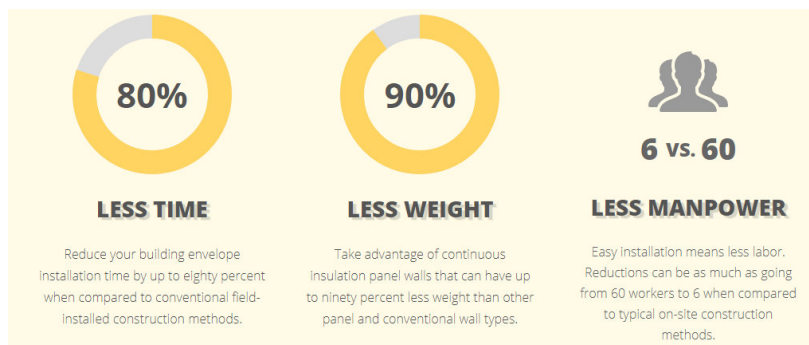 80%
LESS TIME
Reduce your building envelope
installation time by up to eighty percent
when compared to conventional field-
installed construction methods.
90%
LESS WEIGHT
Take advantage of continuous
insulation panel walls that can have up
to ninety percent less weight than other
panel and conventional wall types.
6 vs. 60
LESS MANPOWER
Easy installation means less labor.
Reductions can be as much as going
from 60 workers to 6 when compared
to typical on-site construction
methods.